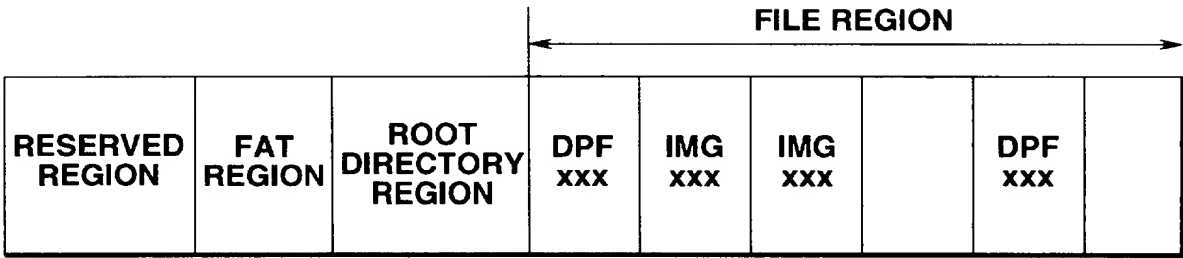 FILE REGION
RESERVED
REGION
FAT
REGION
ROOT
DIRECTORY
REGION
DPF
xxx
IMG
xxx
IMG
xxx
DPF
xxx